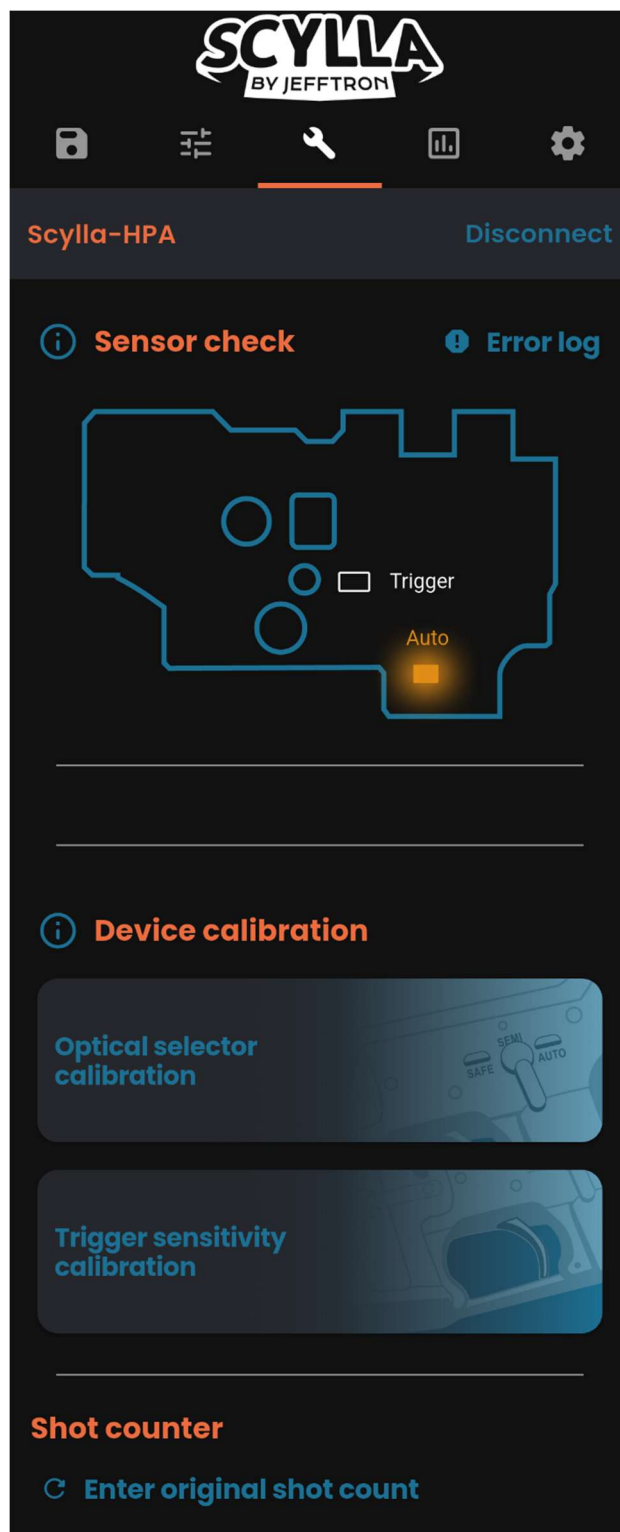 SCYLLA
BY JEFFTRON
Scylla-HPA
Disconnect
Sensor check
Error log
Trigger
Auto
Device calibration
Optical selector
calibration
SAFE
SEMI
AUTO
Trigger sensitivity
calibration
Shot counter
Enter original shot count